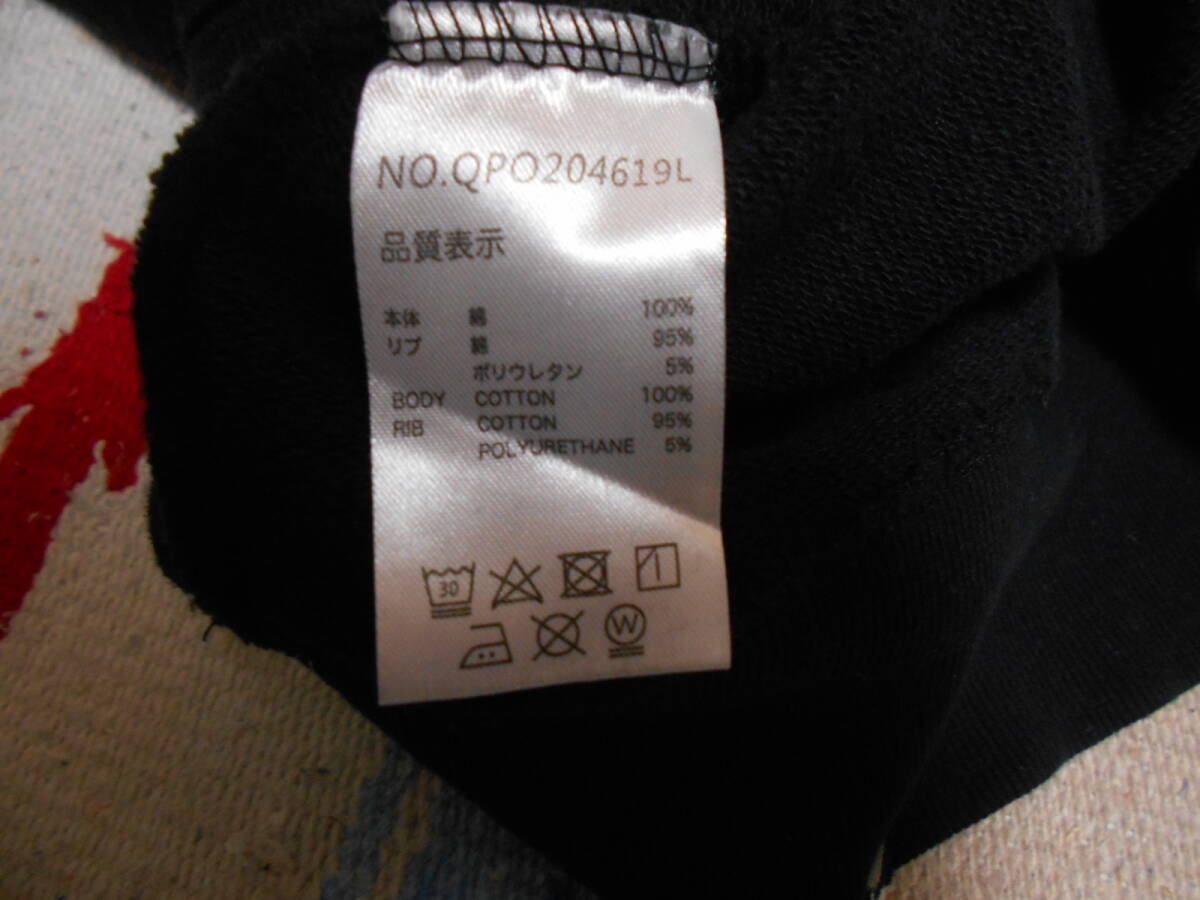 NO.QPO204619L
品質表示
本体 綿 100%
リブ 綿 95%
ポリウレタン 5%
BODY COTTON 100%
RIB COTTON 95%
POLYURETHANE 5%
30
W